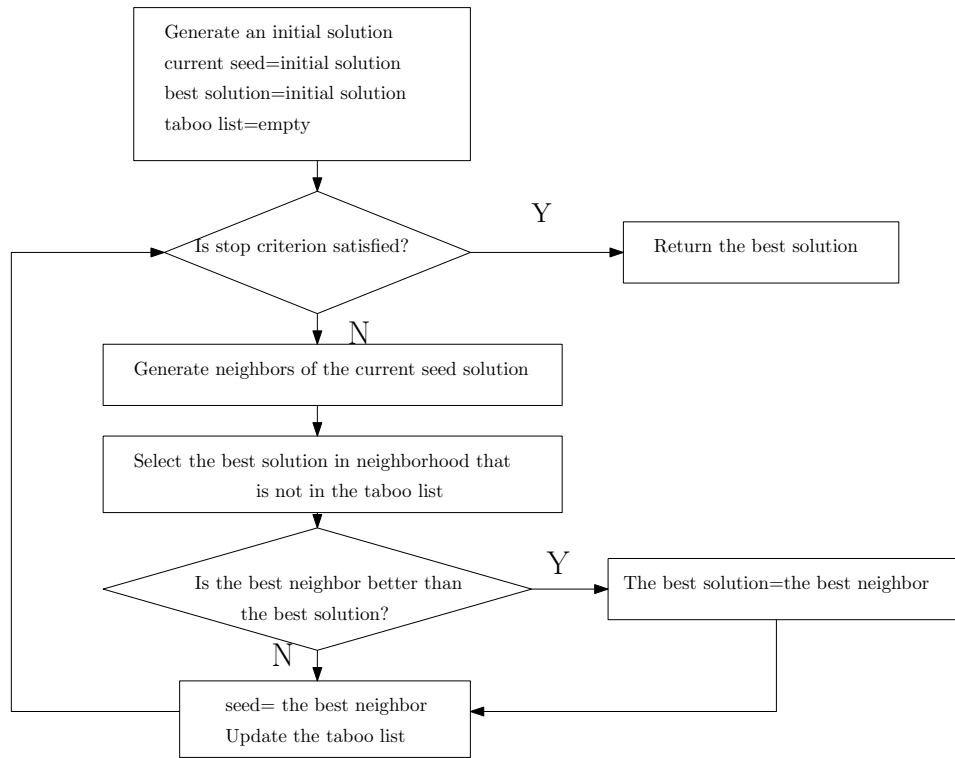 Generate an initial solution
current seed=initial solution
best solution=initial solution
taboo list=empty
Is stop criterion satisfied?
Y
Return the best solution
N
Generate neighbors of the current seed solution
Select the best solution in neighborhood that
is not in the taboo list
Is the best neighbor better than
the best solution?
Y
The best solution=the best neighbor
N
seed= the best neighbor
Update the taboo list